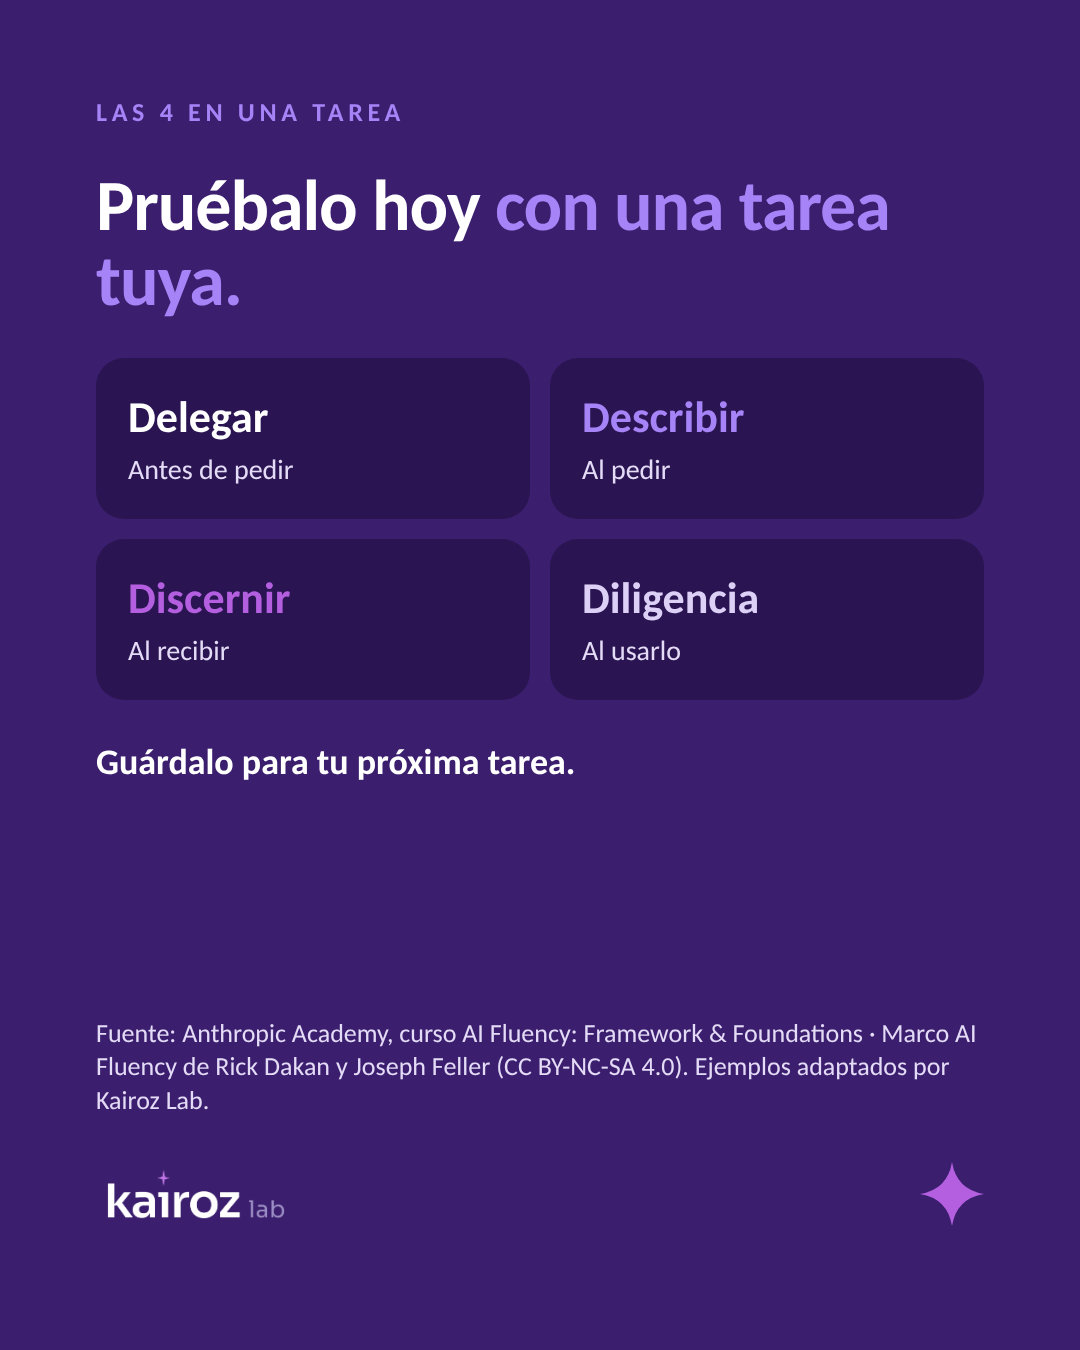 LAS 4 EN UNA TAREA
Pruébalo hoy con una tarea
tuya.
Delegar
Antes de pedir
Describir
Al pedir
Discernir
Al recibir
Diligencia
Al usarlo
Guárdalo para tu próxima tarea.
Fuente: Anthropic Academy, curso AI Fluency: Framework & Foundations · Marco AI
Fluency de Rick Dakan y Joseph Feller (CC BY-NC-SA 4.0). Ejemplos adaptados por
Kairoz Lab.
kairoz lab